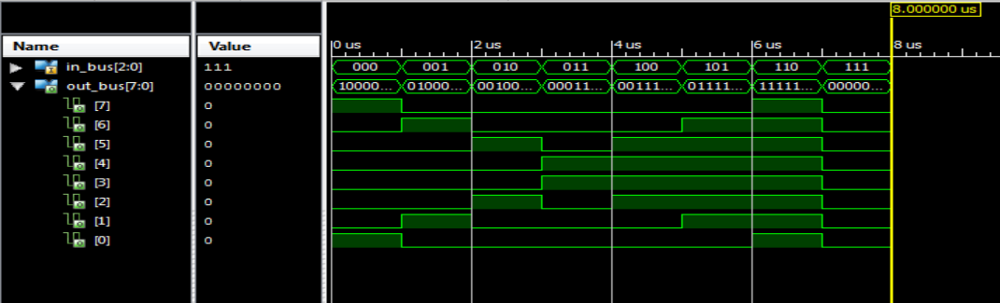 8.000000 us
Name Value 0 us 2 us 4 us 6 us 8 us
in_bus[2:0] 111 000 001 010 011 100 101 110 111
out_bus[7:0] 00000000 10000... 01000... 00100... 00011... 00111... 01111... 11111... 00000...
[7] 0
[6] 0
[5] 0
[4] 0
[3] 0
[2] 0
[1] 0
[0] 0